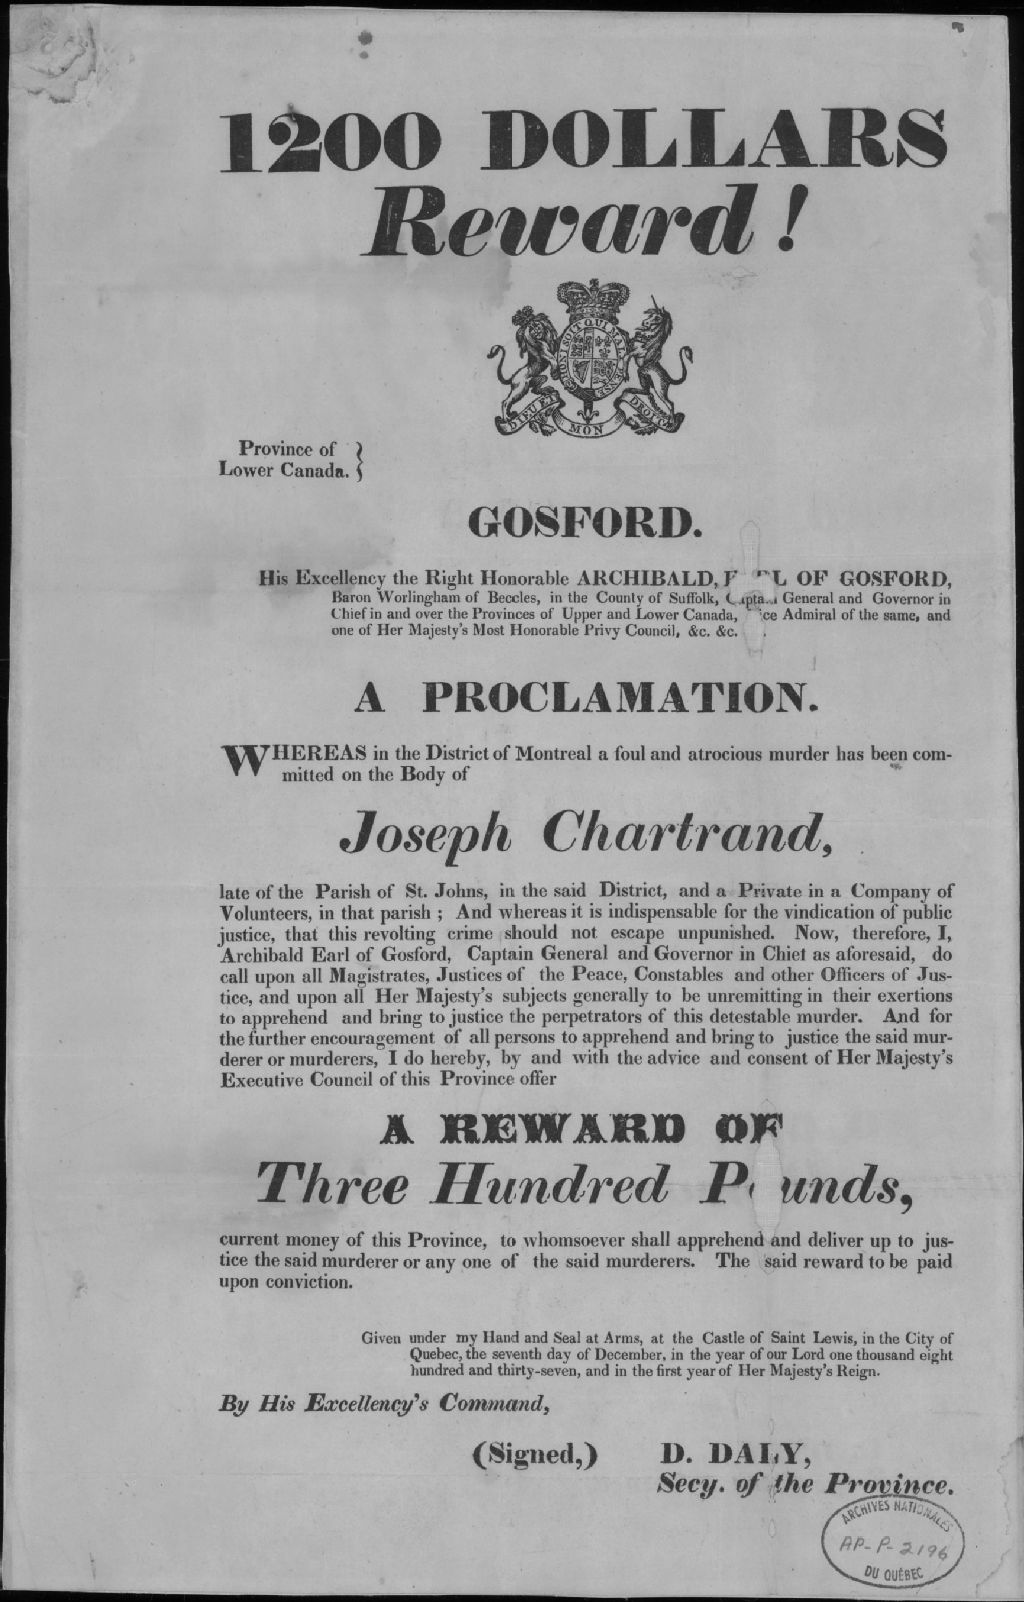 1200 DOLLARS
Reward!
HONI SOIT QUI MAL Y PENSE
DIEU ET MON DROIT
Province of
Lower Canada.
GOSFORD.
His Excellency the Right Honorable ARCHIBALD, OF GOSFORD,
Baron Worlingham of Beccles, in the County of Suffolk, General and Governor in
Chief in and over the Provinces of Upper and Lower Canada, Admiral of the same, and
one of Her Majesty's Most Honorable Privy Council, &c. &c.
A PROCLAMATION.
WHEREAS in the District of Montreal a foul and atrocious murder has been com-
mitted on the Body of
Joseph Chartrand,
late of the Parish of St. Johns, in the said District, and a Private in a Company of
Volunteers, in that parish ; And whereas it is indispensable for the vindication of public
justice, that this revolting crime should not escape unpunished. Now, therefore, I,
Archibald Earl of Gosford, Captain General and Governor in Chief as aforesaid, do
call upon all Magistrates, Justices of the Peace, Constables and other Officers of Jus-
tice, and upon all Her Majesty's subjects generally to be unremitting in their exertions
to apprehend and bring to justice the perpetrators of this detestable murder. And for
the further encouragement of all persons to apprehend and bring to justice the said mur-
derer or murderers, I do hereby, by and with the advice and consent of Her Majesty's
Executive Council of this Province offer
A REWARD OF
Three Hundred Pounds,
current money of this Province, to whomsoever shall apprehend and deliver up to jus-
tice the said murderer or any one of the said murderers. The said reward to be paid
upon conviction.
Given under my Hand and Seal at Arms, at the Castle of Saint Lewis, in the City of
Quebec, the seventh day of December, in the year of our Lord one thousand eight
hundred and thirty-seven, and in the first year of Her Majesty's Reign.
By His Excellency's Command,
(Signed,) D. DALY,
Secy. of the Province.
ARCHIVES NATIONALES
AP-P-2196
DU QUÉBEC